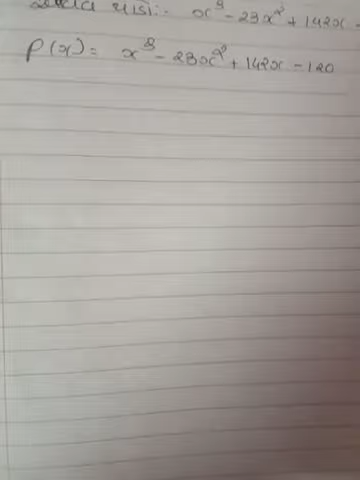 x³ - 23x² + 142x -
P(x) = x³ - 23x² + 142x - 120